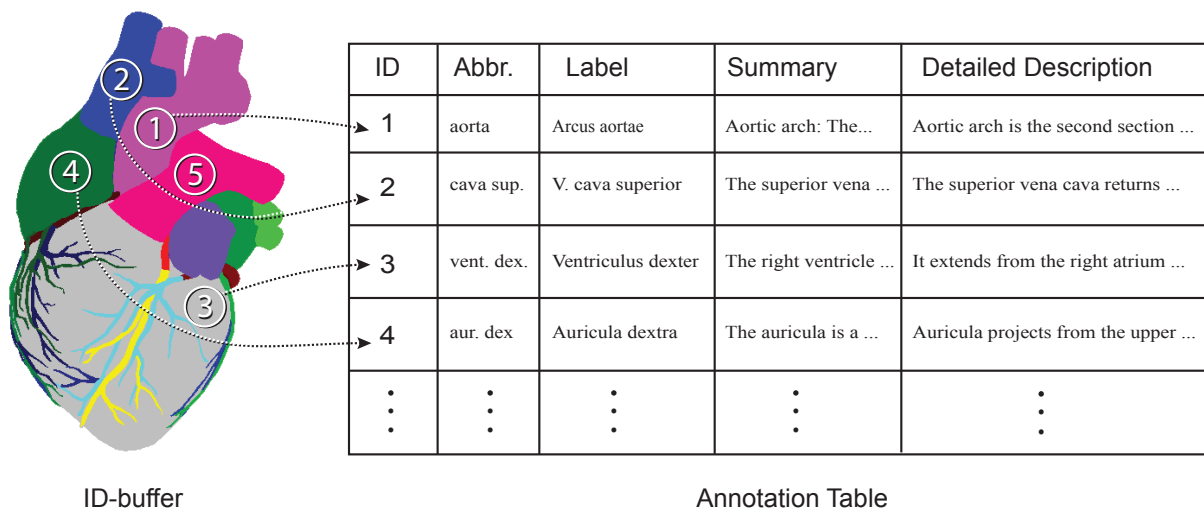 2
1
4
5
3
ID Abbr. Label Summary Detailed Description
1 aorta Arcus aortae Aortic arch: The... Aortic arch is the second section ...
2 cava sup. V. cava superior The superior vena ... The superior vena cava returns ...
3 vent. dex. Ventriculus dexter The right ventricle ... It extends from the right atrium ...
4 aur. dex Auricula dextra The auricula is a ... Auricula projects from the upper ...
ID-buffer
Annotation Table